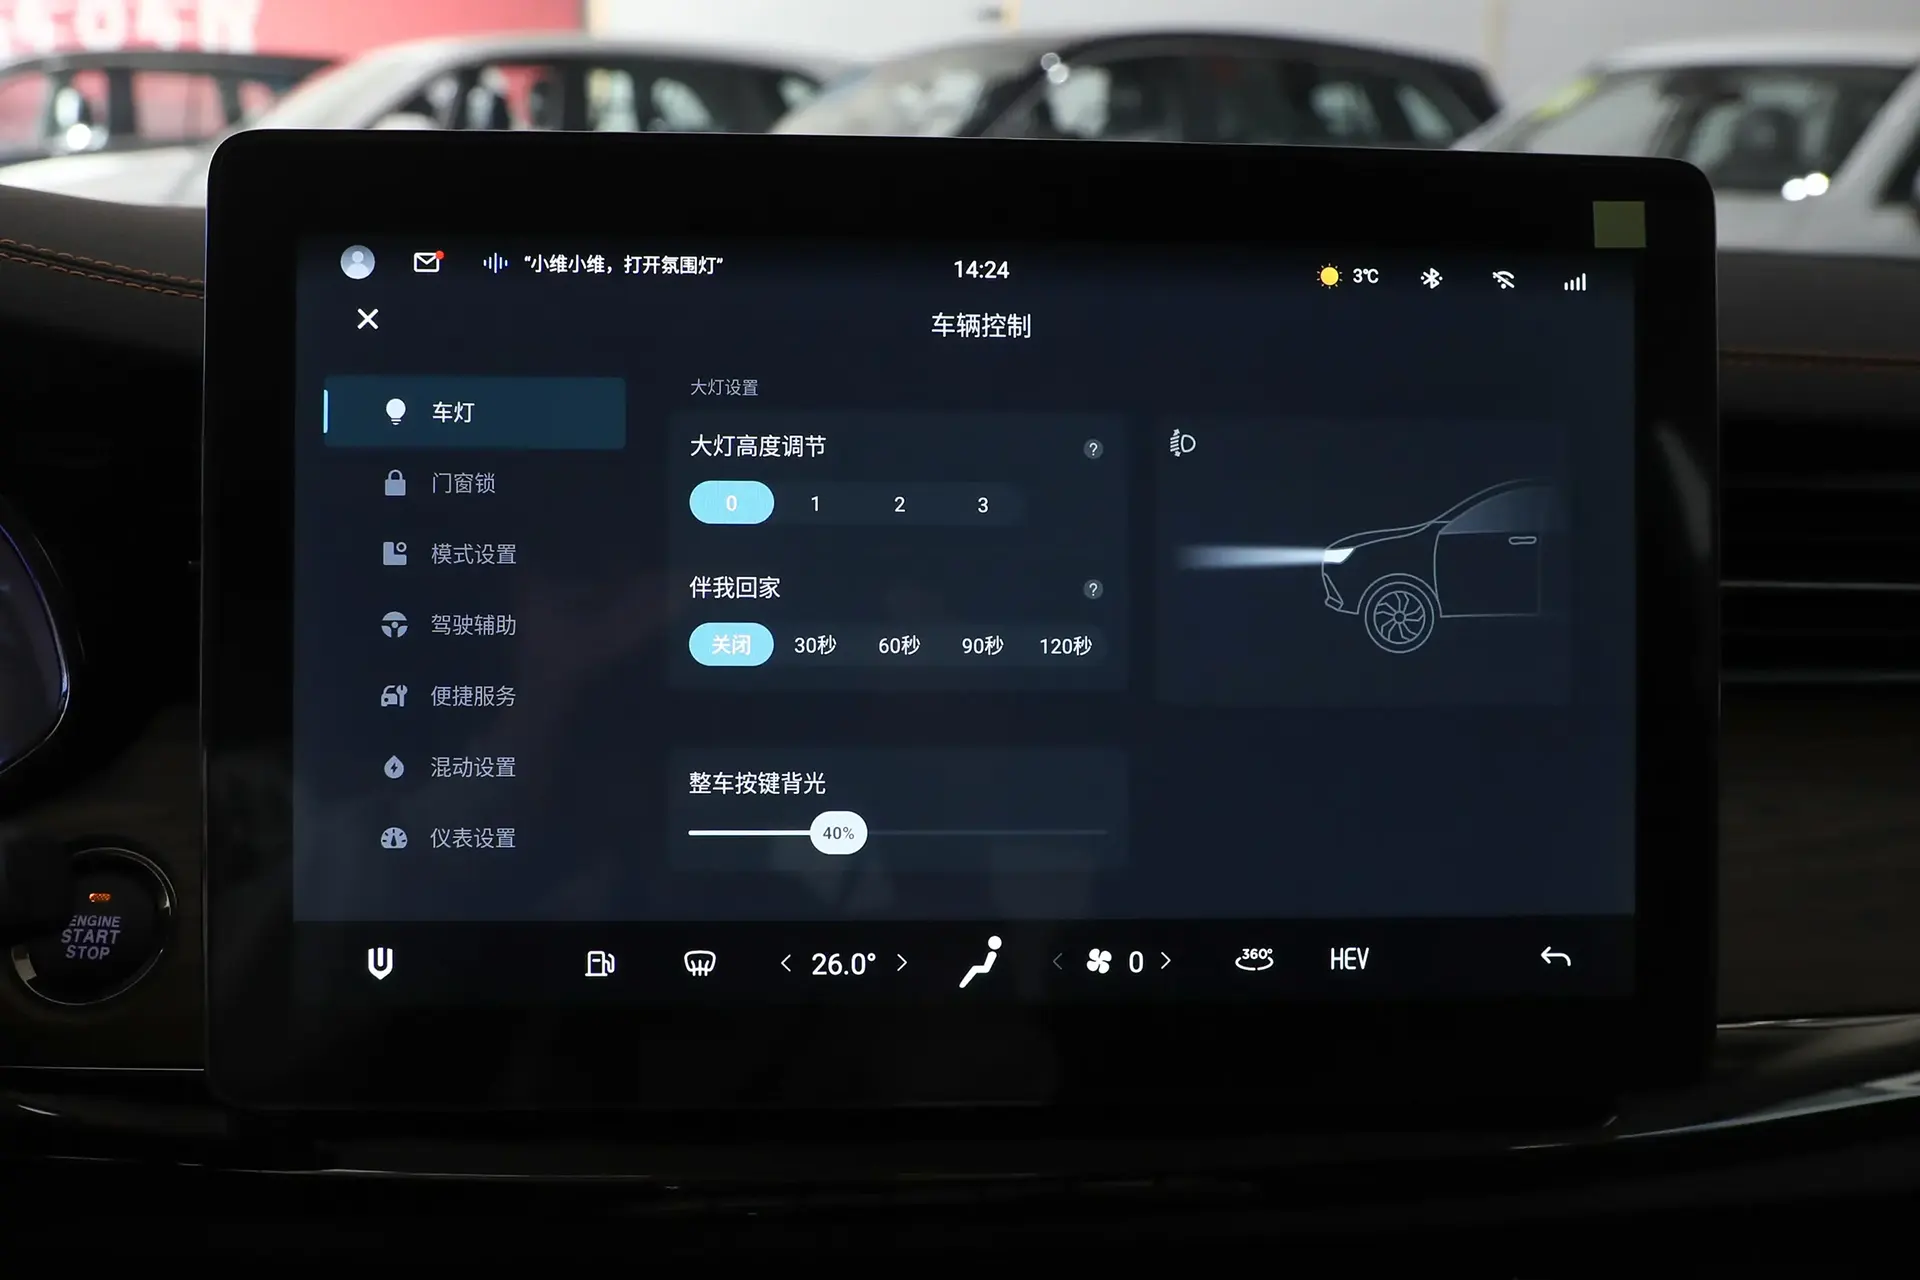 “小维小维，打开氛围灯”
14:24
3℃
车辆控制
车灯
门窗锁
模式设置
驾驶辅助
便捷服务
混动设置
仪表设置
大灯设置
大灯高度调节
?
0 1 2 3
伴我回家
?
关闭 30秒 60秒 90秒 120秒
整车按键背光
40%
26.0°
0
360°
HEV
ENGINE
START
STOP